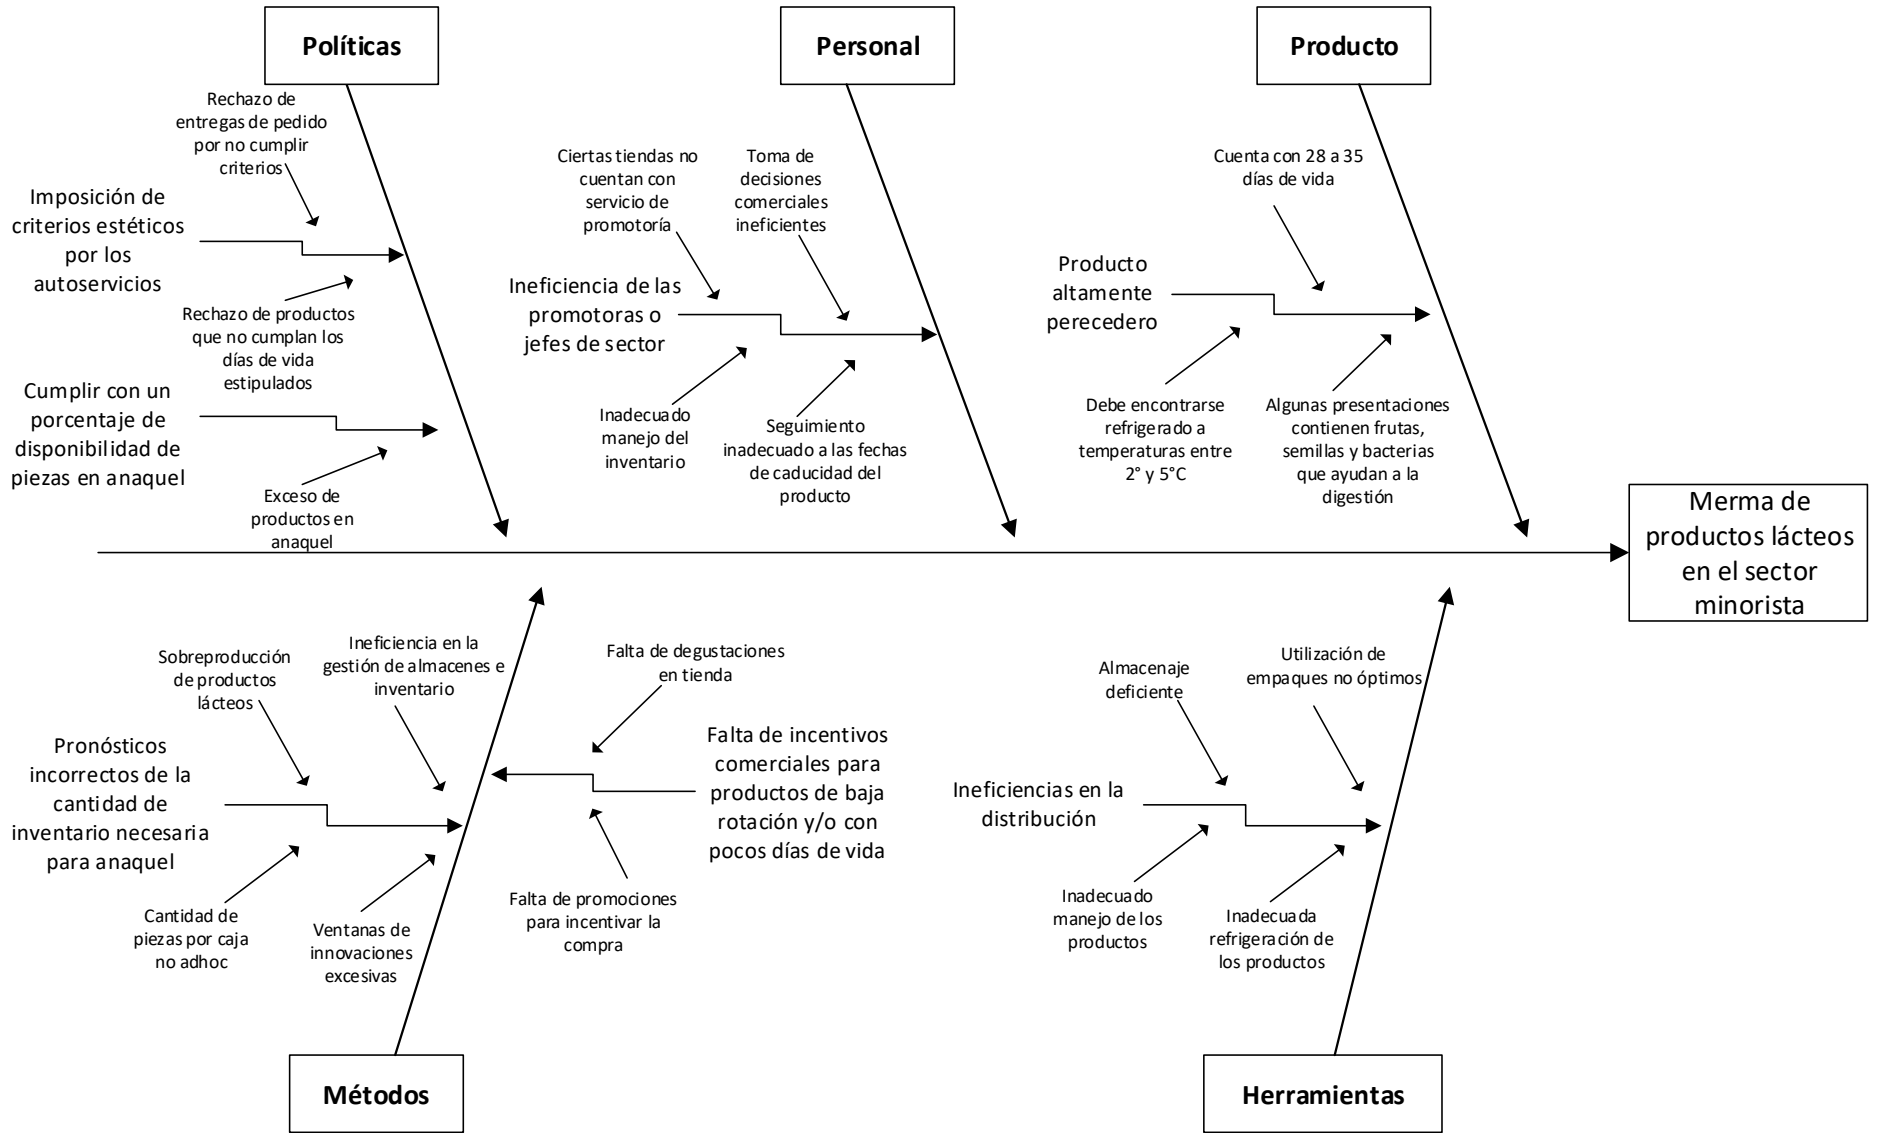 Políticas
Personal
Producto
Rechazo de
entregas de pedido
por no cumplir
criterios
Imposición de
criterios estéticos
por los
autoservicios
Rechazo de productos
que no cumplan los
días de vida
estipulados
Cumplir con un
porcentaje de
disponibilidad de
piezas en anaquel
Exceso de
productos en
anaquel
Ciertas tiendas no
cuentan con
servicio de
promotoría
Toma de
decisiones
comerciales
ineficientes
Ineficiencia de las
promotoras o
jefes de sector
Inadecuado
manejo del
inventario
Seguimiento
inadecuado a las fechas
de caducidad del
producto
Cuenta con 28 a 35
días de vida
Producto
altamente
perecedero
Debe encontrarse
refrigerado a
temperaturas entre
2° y 5°C
Algunas presentaciones
contienen frutas,
semillas y bacterias
que ayudan a la
digestión
Merma de
productos lácteos
en el sector
minorista
Sobreproducción
de productos
lácteos
Ineficiencia en la
gestión de almacenes e
inventario
Pronósticos
incorrectos de la
cantidad de
inventario necesaria
para anaquel
Cantidad de
piezas por caja
no adhoc
Ventanas de
innovaciones
excesivas
Falta de degustaciones
en tienda
Falta de incentivos
comerciales para
productos de baja
rotación y/o con
pocos días de vida
Falta de promociones
para incentivar la
compra
Almacenaje
deficiente
Utilización de
empaques no óptimos
Ineficiencias en la
distribución
Inadecuado
manejo de los
productos
Inadecuada
refrigeración de
los productos
Métodos
Herramientas